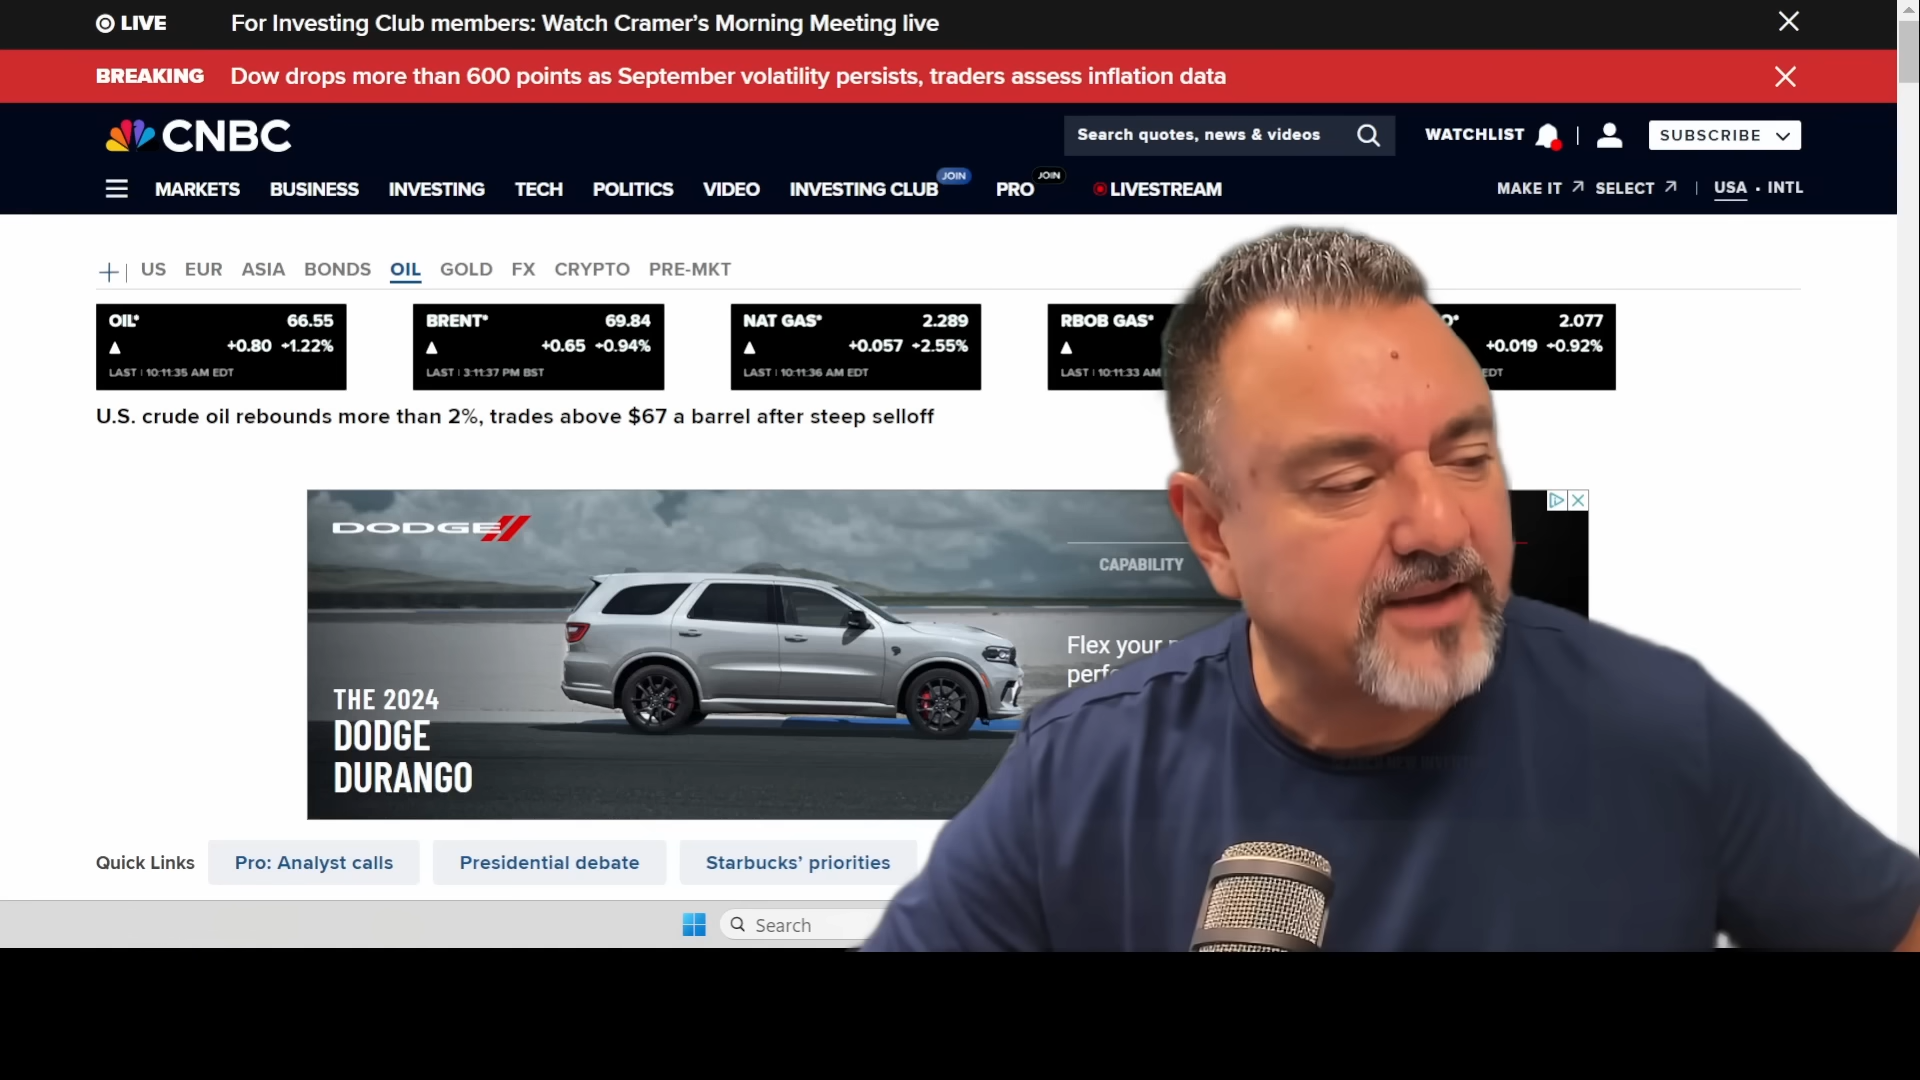 LIVE For Investing Club members: Watch Cramer's Morning Meeting live
BREAKING Dow drops more than 600 points as September volatility persists, traders assess inflation data
CNBC Search quotes, news & videos WATCHLIST SUBSCRIBE
MARKETS BUSINESS INVESTING TECH POLITICS VIDEO INVESTING CLUB JOIN PRO JOIN LIVESTREAM MAKE IT SELECT USA • INTL
US EUR ASIA BONDS OIL GOLD FX CRYPTO PRE-MKT
OIL* 66.55
+0.80 +1.22%
LAST | 10:11:35 AM EDT
BRENT* 69.84
+0.65 +0.94%
LAST | 3:11:37 PM BST
NAT GAS* 2.289
+0.057 +2.55%
LAST | 10:11:36 AM EDT
RBOB GAS*
LAST | 10:11:33 AM
2.077
+0.019 +0.92%
EDT
U.S. crude oil rebounds more than 2%, trades above $67 a barrel after steep selloff
DODGE
THE 2024
DODGE
DURANGO
CAPABILITY
Flex your
Quick Links Pro: Analyst calls Presidential debate Starbucks' priorities
Search